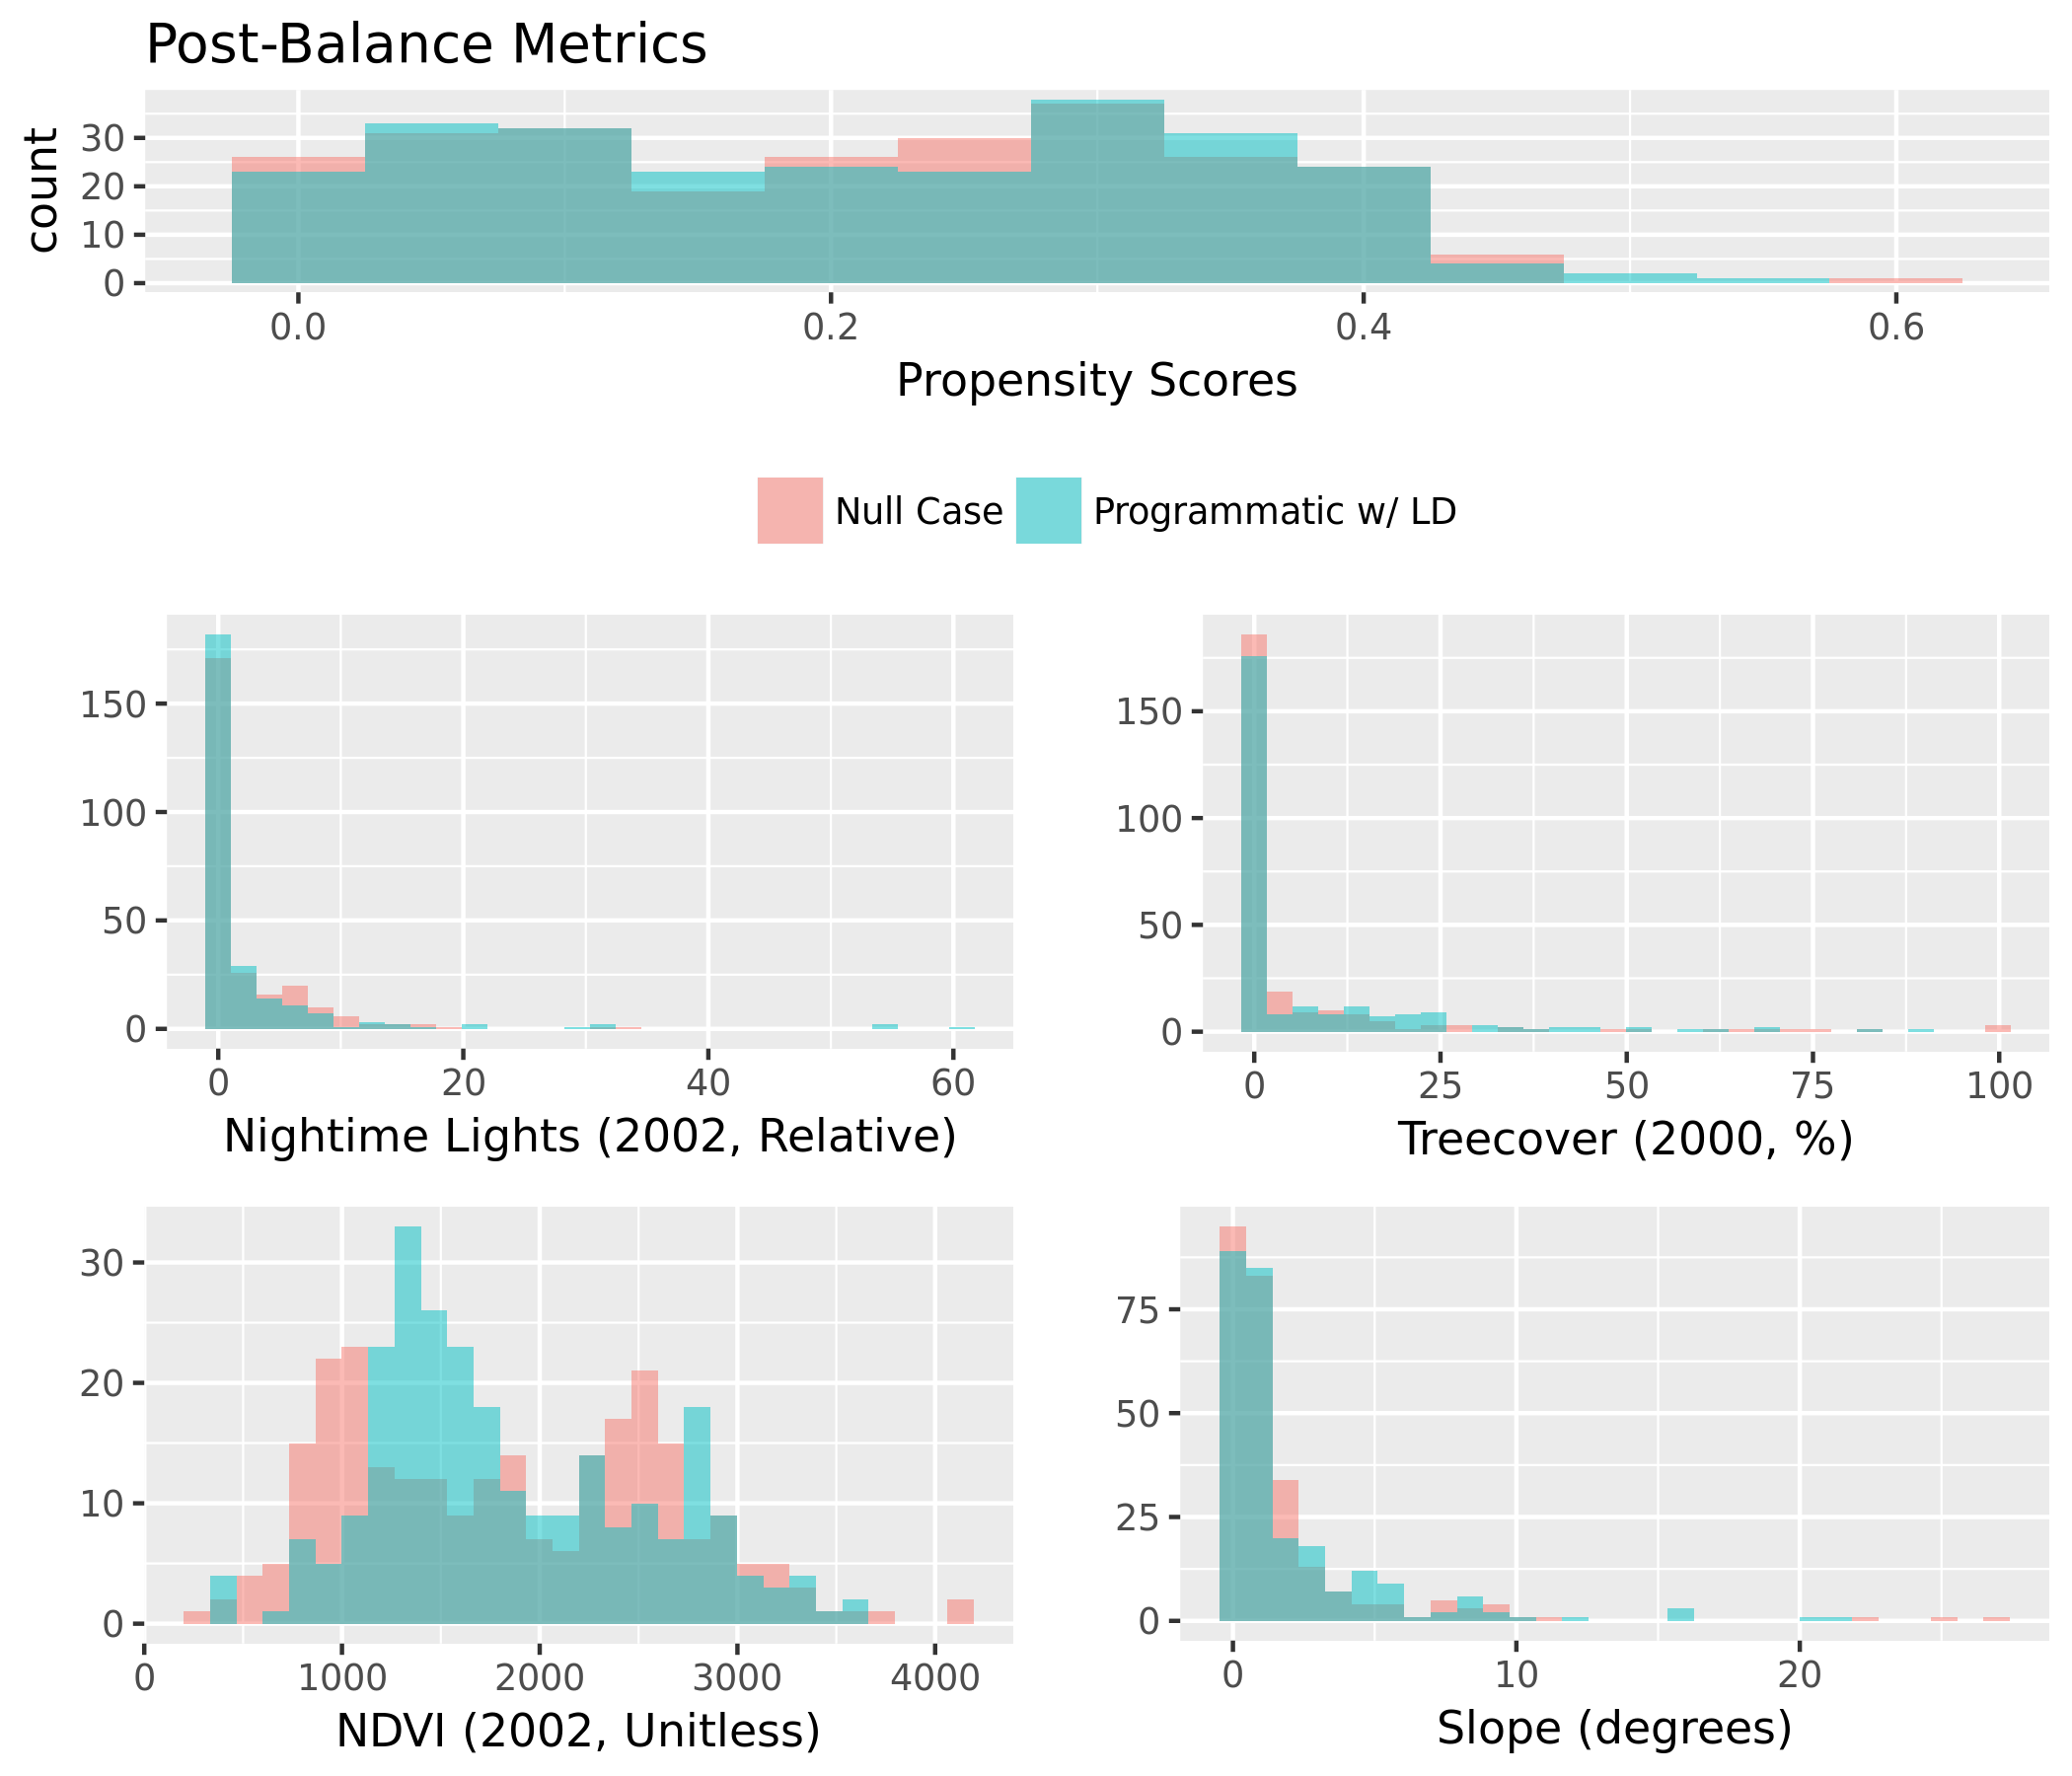 Post-Balance Metrics
count
30
20
10
0
0.0 0.2 0.4 0.6
Propensity Scores
Null Case Programmatic w/ LD
150
100
50
0
0 20 40 60
Nightime Lights (2002, Relative)
150
100
50
0
0 25 50 75 100
Treecover (2000, %)
30
20
10
0
0 1000 2000 3000 4000
NDVI (2002, Unitless)
75
50
25
0
0 10 20
Slope (degrees)